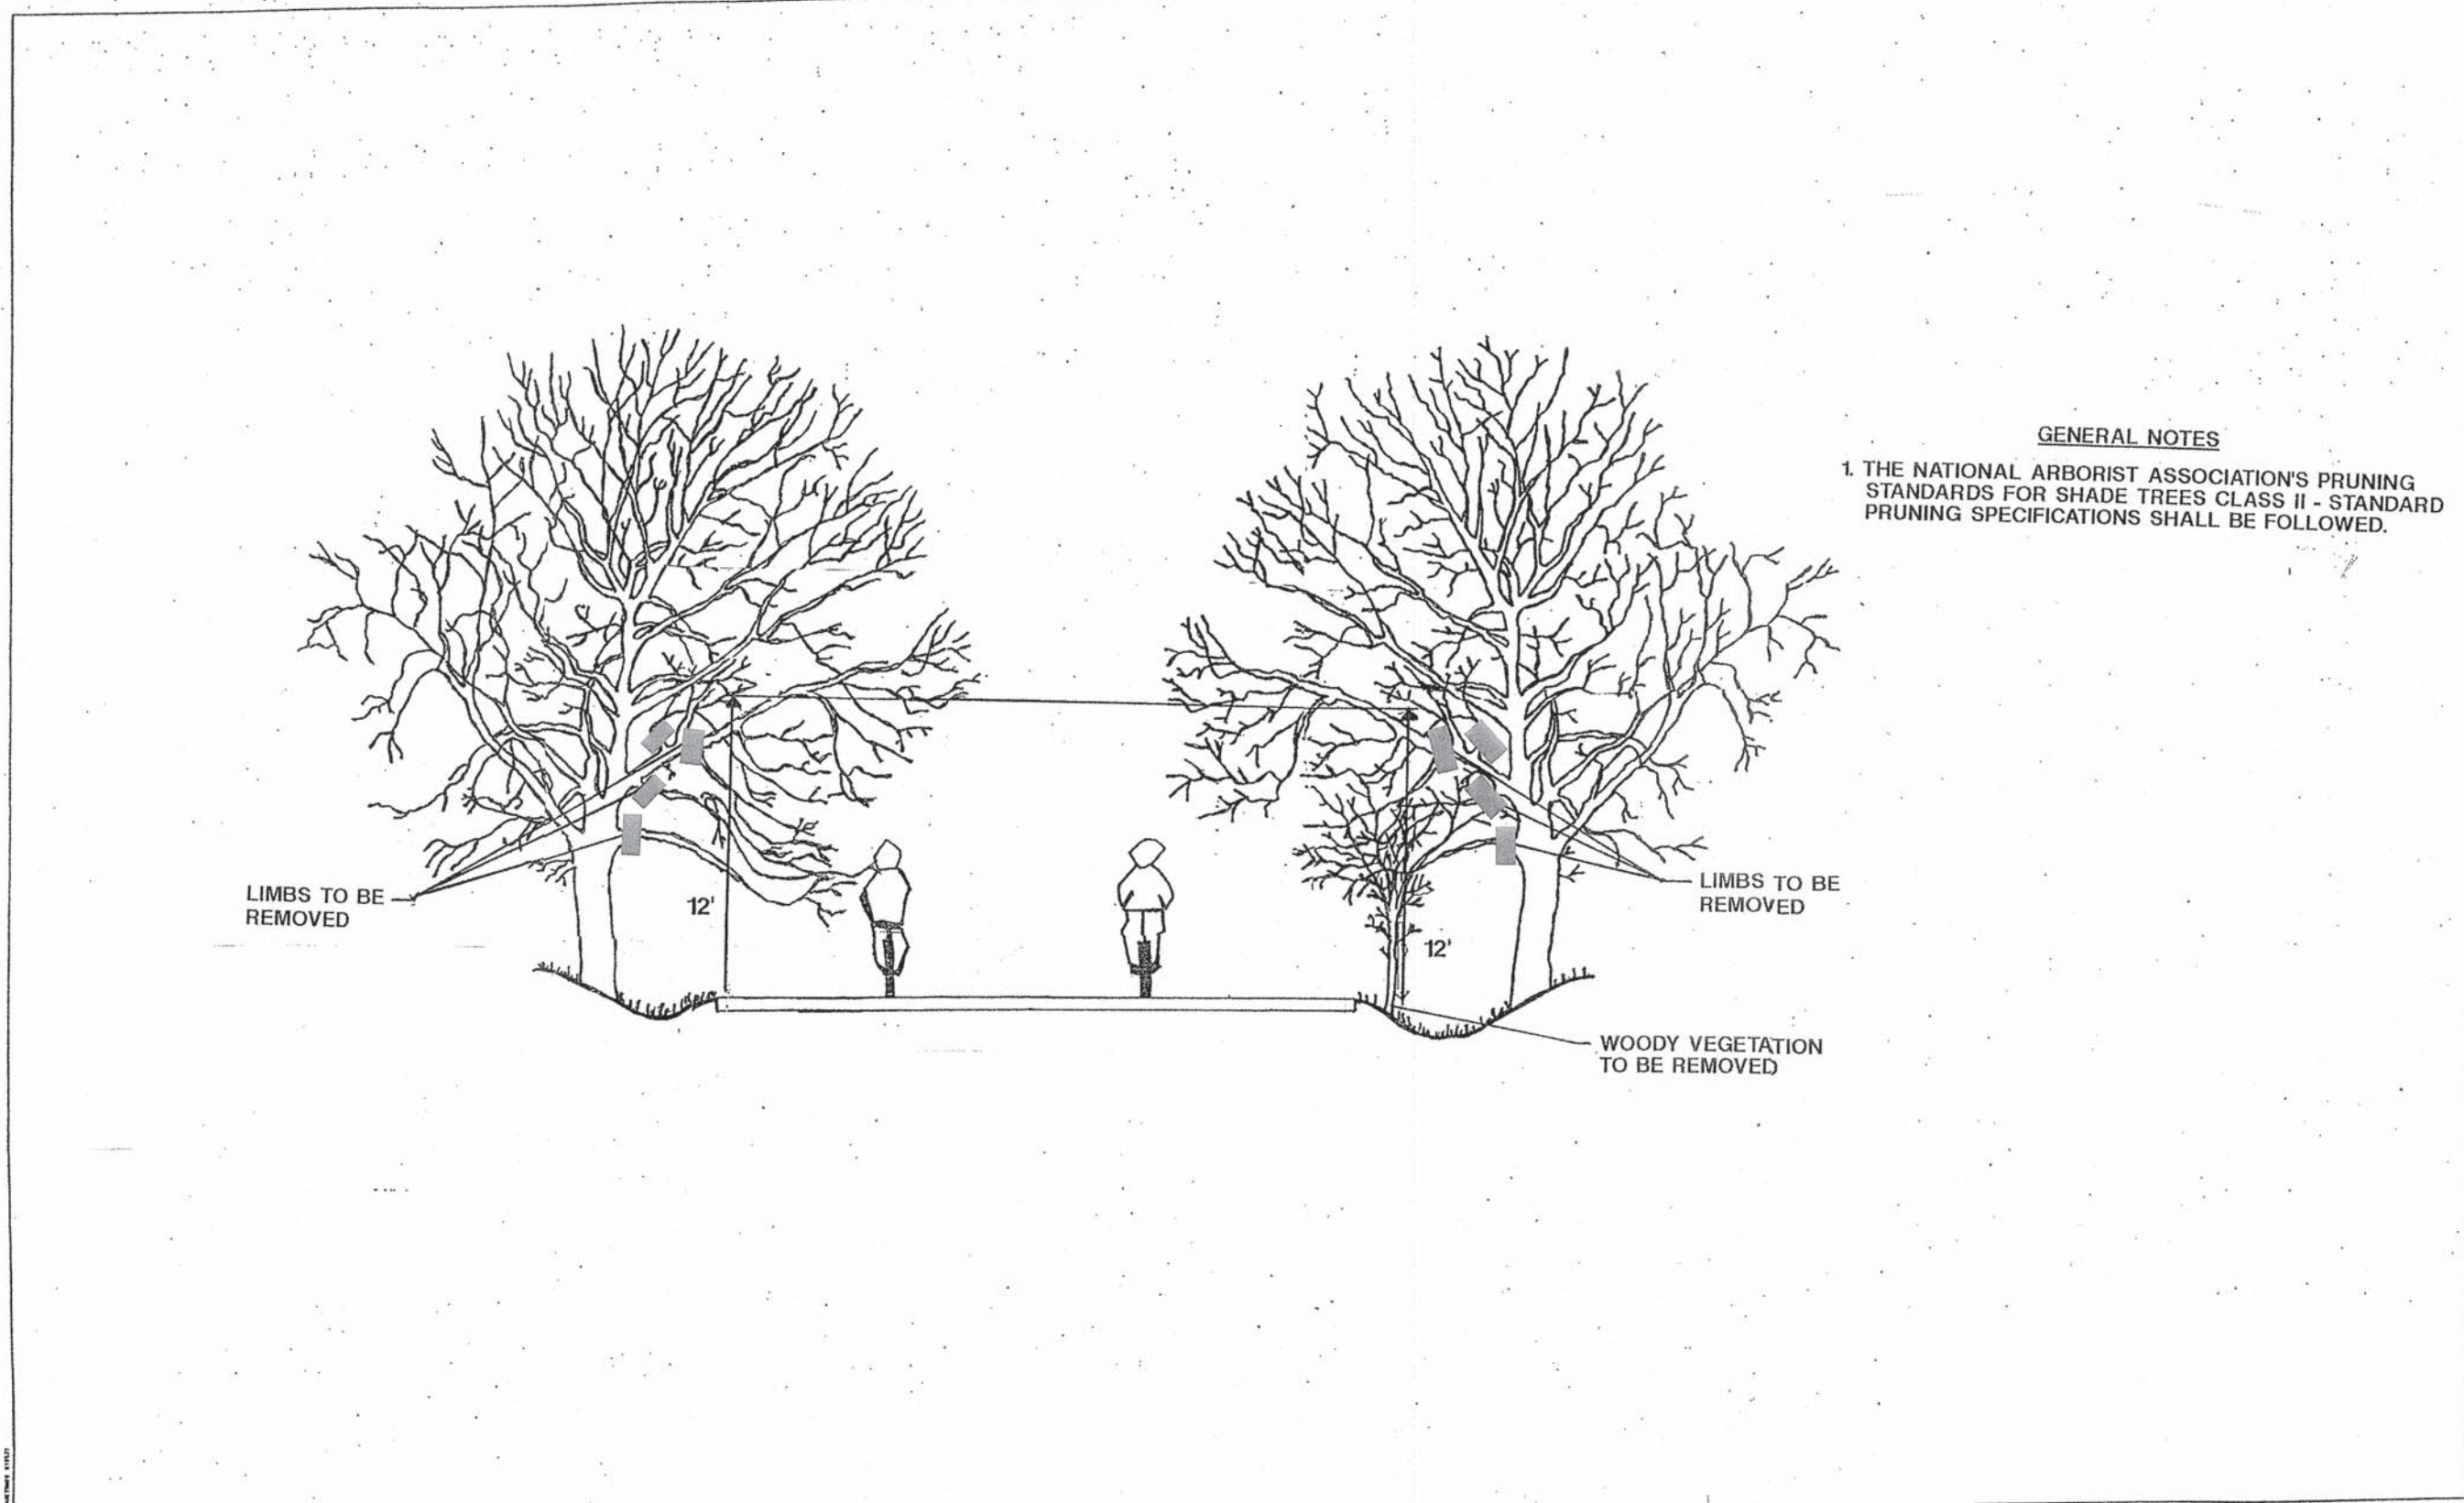 GENERAL NOTES
1. THE NATIONAL ARBORIST ASSOCIATION'S PRUNING
STANDARDS FOR SHADE TREES CLASS II - STANDARD
PRUNING SPECIFICATIONS SHALL BE FOLLOWED.
LIMBS TO BE
REMOVED
12'
12'
LIMBS TO BE
REMOVED
WOODY VEGETATION
TO BE REMOVED